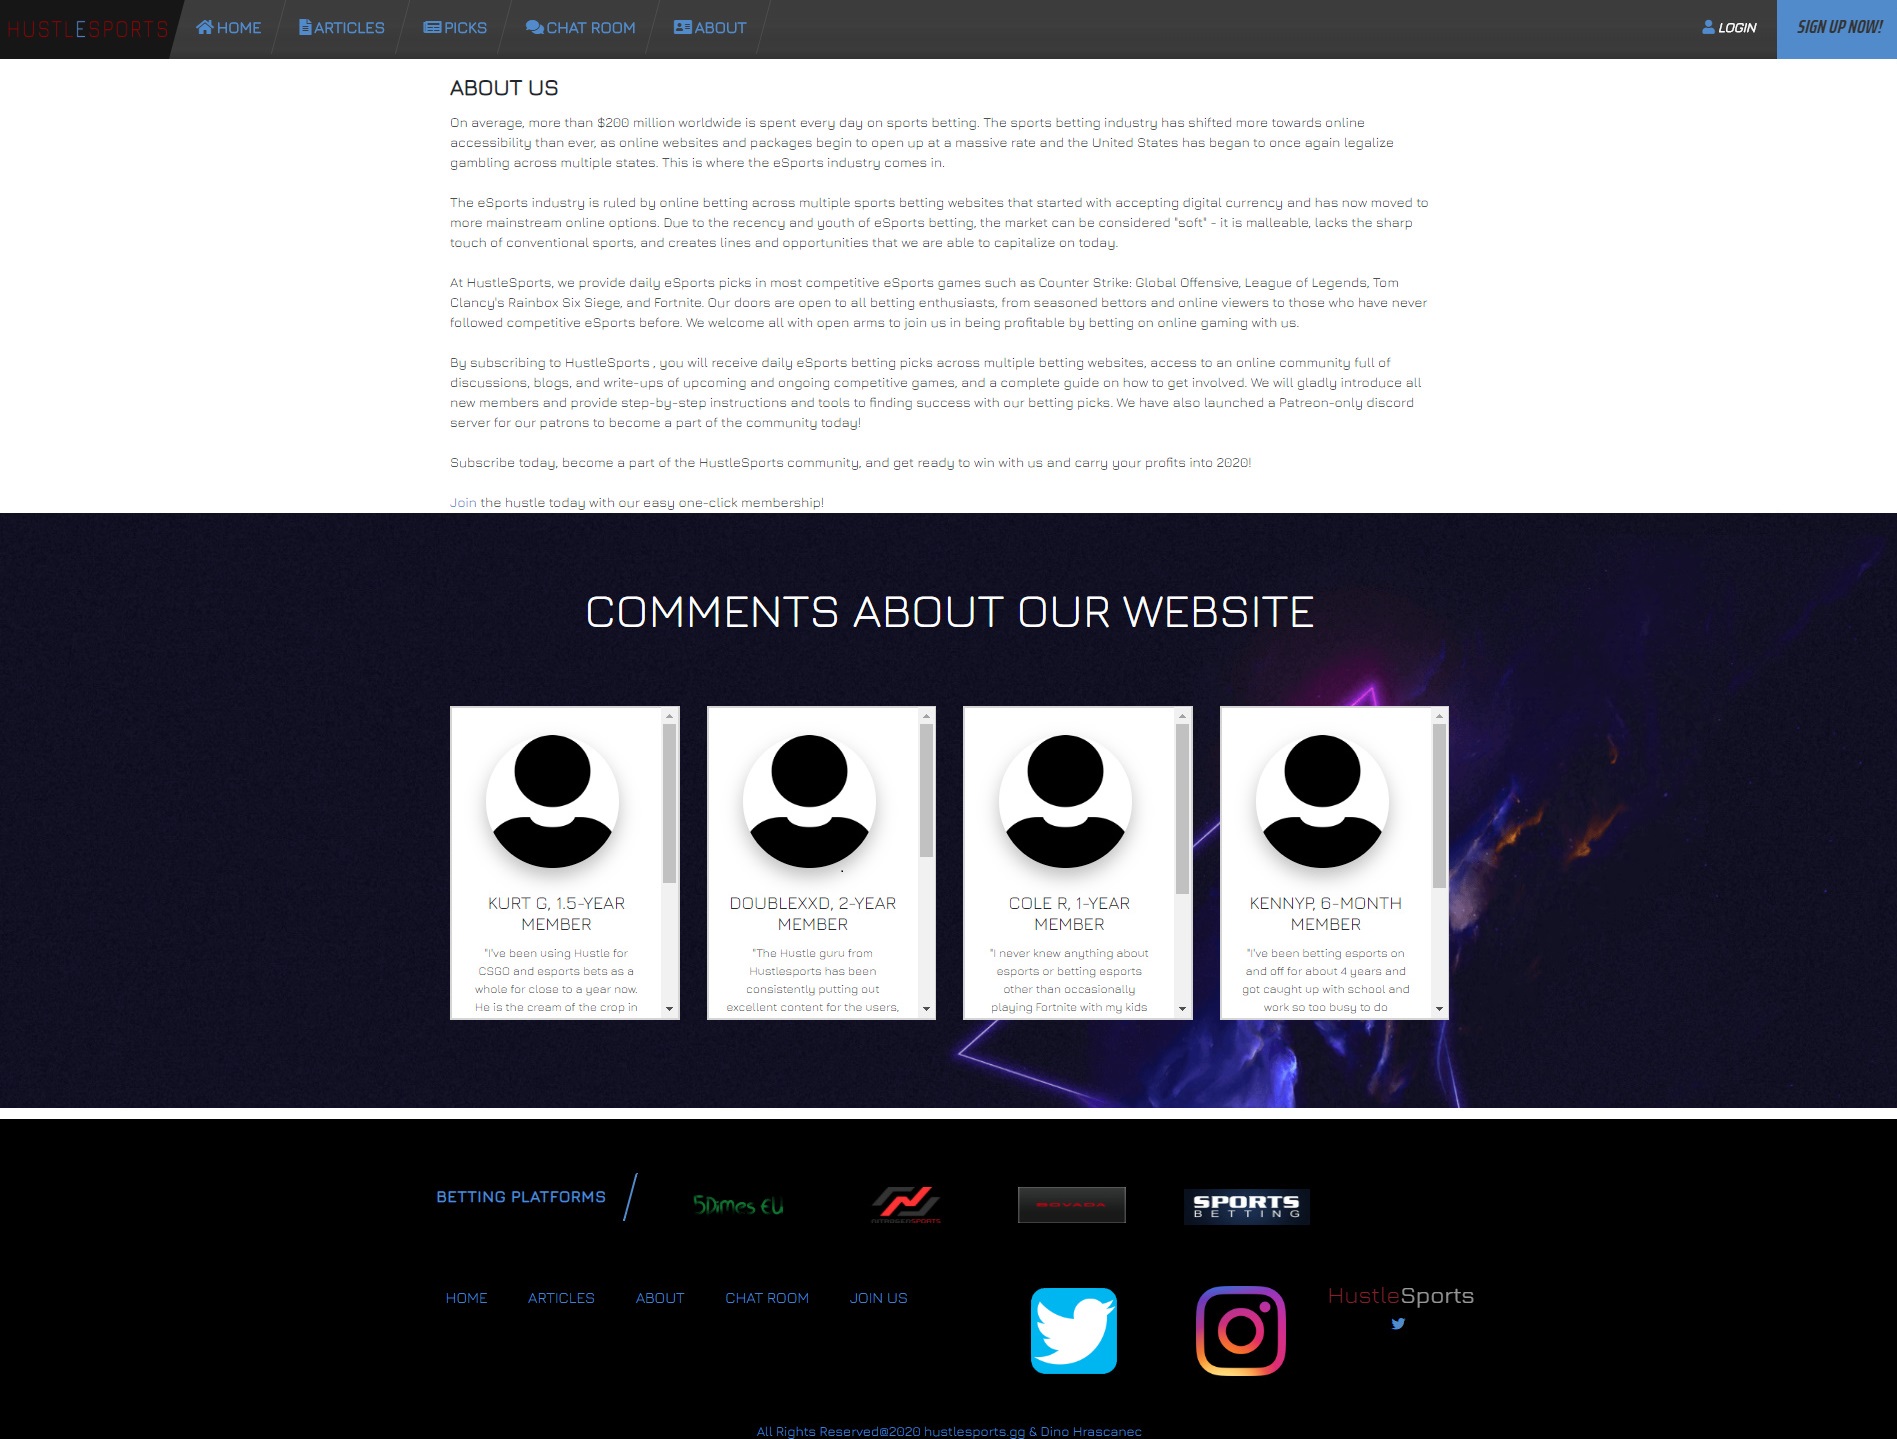 HUSTLESPORTS HOME ARTICLES PICKS CHAT ROOM ABOUT LOGIN SIGN UP NOW!
ABOUT US
On average, more than $200 million worldwide is spent every day on sports betting. The sports betting industry has shifted more towards online
accessibility than ever, as online websites and packages begin to open up at a massive rate and the United States has began to once again legalize
gambling across multiple states. This is where the eSports industry comes in.
The eSports industry is ruled by online betting across multiple sports betting websites that started with accepting digital currency and has now moved to
more mainstream online options. Due to the recency and youth of eSports betting, the market can be considered "soft" - it is malleable, lacks the sharp
touch of conventional sports, and creates lines and opportunities that we are able to capitalize on today.
At HustleSports, we provide daily eSports picks in most competitive eSports games such as Counter Strike: Global Offensive, League of Legends, Tom
Clancy's Rainbox Six Siege, and Fortnite. Our doors are open to all betting enthusiasts, from seasoned bettors and online viewers to those who have never
followed competitive eSports before. We welcome all with open arms to join us in being profitable by betting on online gaming with us.
By subscribing to HustleSports , you will receive daily eSports betting picks across multiple betting websites, access to an online community full of
discussions, blogs, and write-ups of upcoming and ongoing competitive games, and a complete guide on how to get involved. We will gladly introduce all
new members and provide step-by-step instructions and tools to finding success with our betting picks. We have also launched a Patreon-only discord
server for our patrons to become a part of the community today!
Subscribe today, become a part of the HustleSports community, and get ready to win with us and carry your profits into 2020!
Join the hustle today with our easy one-click membership!
COMMENTS ABOUT OUR WEBSITE
KURT G, 1.5-YEAR
MEMBER
"I've been using Hustle for
CSGO and esports bets as a
whole for close to a year now.
He is the cream of the crop in
DOUBLEXXD, 2-YEAR
MEMBER
"The Hustle guru from
Hustlesports has been
consistently putting out
excellent content for the users,
COLE R, 1-YEAR
MEMBER
"I never knew anything about
esports or betting esports
other than occasionally
playing Fortnite with my kids
KENNYP, 6-MONTH
MEMBER
"I've been betting esports on
and off for about 4 years and
got caught up with school and
work so too busy to do
BETTING PLATFORMS 5Dimes EU NITROGENSPORTS BOVADA SPORTS
BETTING
HOME ARTICLES ABOUT CHAT ROOM JOIN US HustleSports
All Rights Reserved@2020 hustlesports.gg & Dino Hrascanec